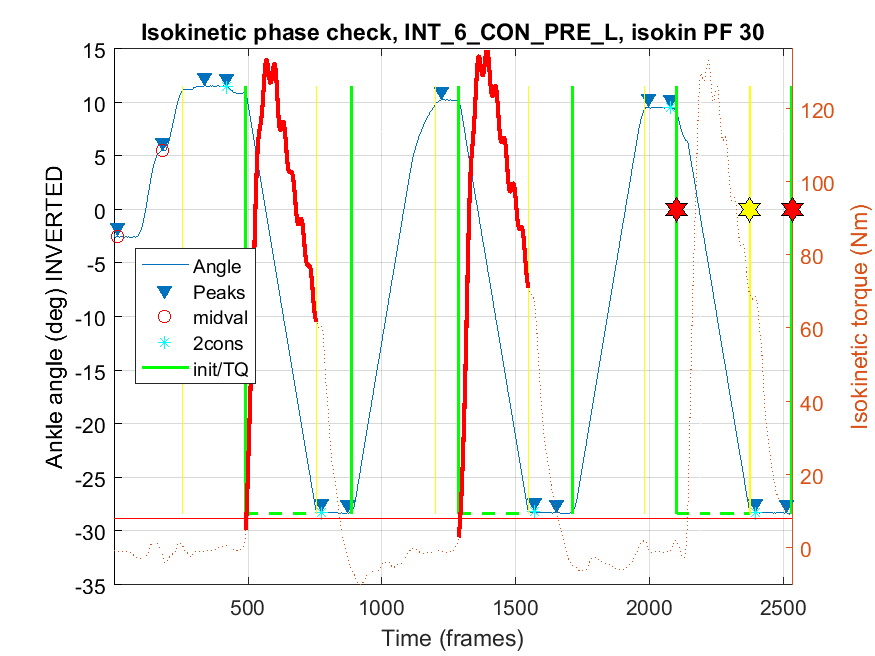 Isokinetic phase check, INT_6_CON_PRE_L, isokin PF 30
Ankle angle (deg) INVERTED
15
10
5
0
-5
-10
-15
-20
-25
-30
-35
Angle
Peaks
midval
2cons
init/TQ
120
100
80
60
40
20
0
Isokinetic torque (Nm)
500
1000
1500
2000
2500
Time (frames)